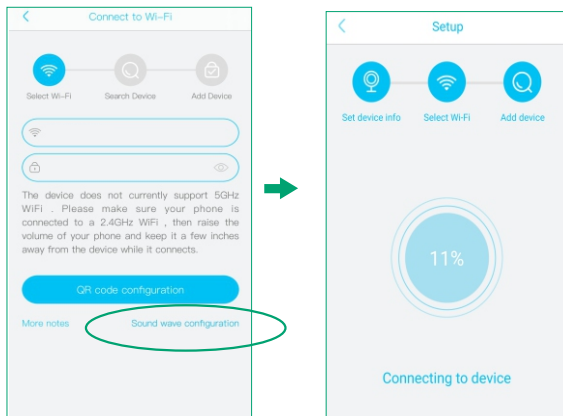 Connect to Wi-Fi
Select Wi-Fi
Search Device
Add Device
The device does not currently support 5GHz
WiFi . Please make sure your phone is
connected to a 2.4GHz WiFi , then raise the
volume of your phone and keep it a few inches
away from the device while it connects.
QR code configuration
More notes
Sound wave configuration
Setup
Set device info
Select Wi-Fi
Add device
11%
Connecting to device